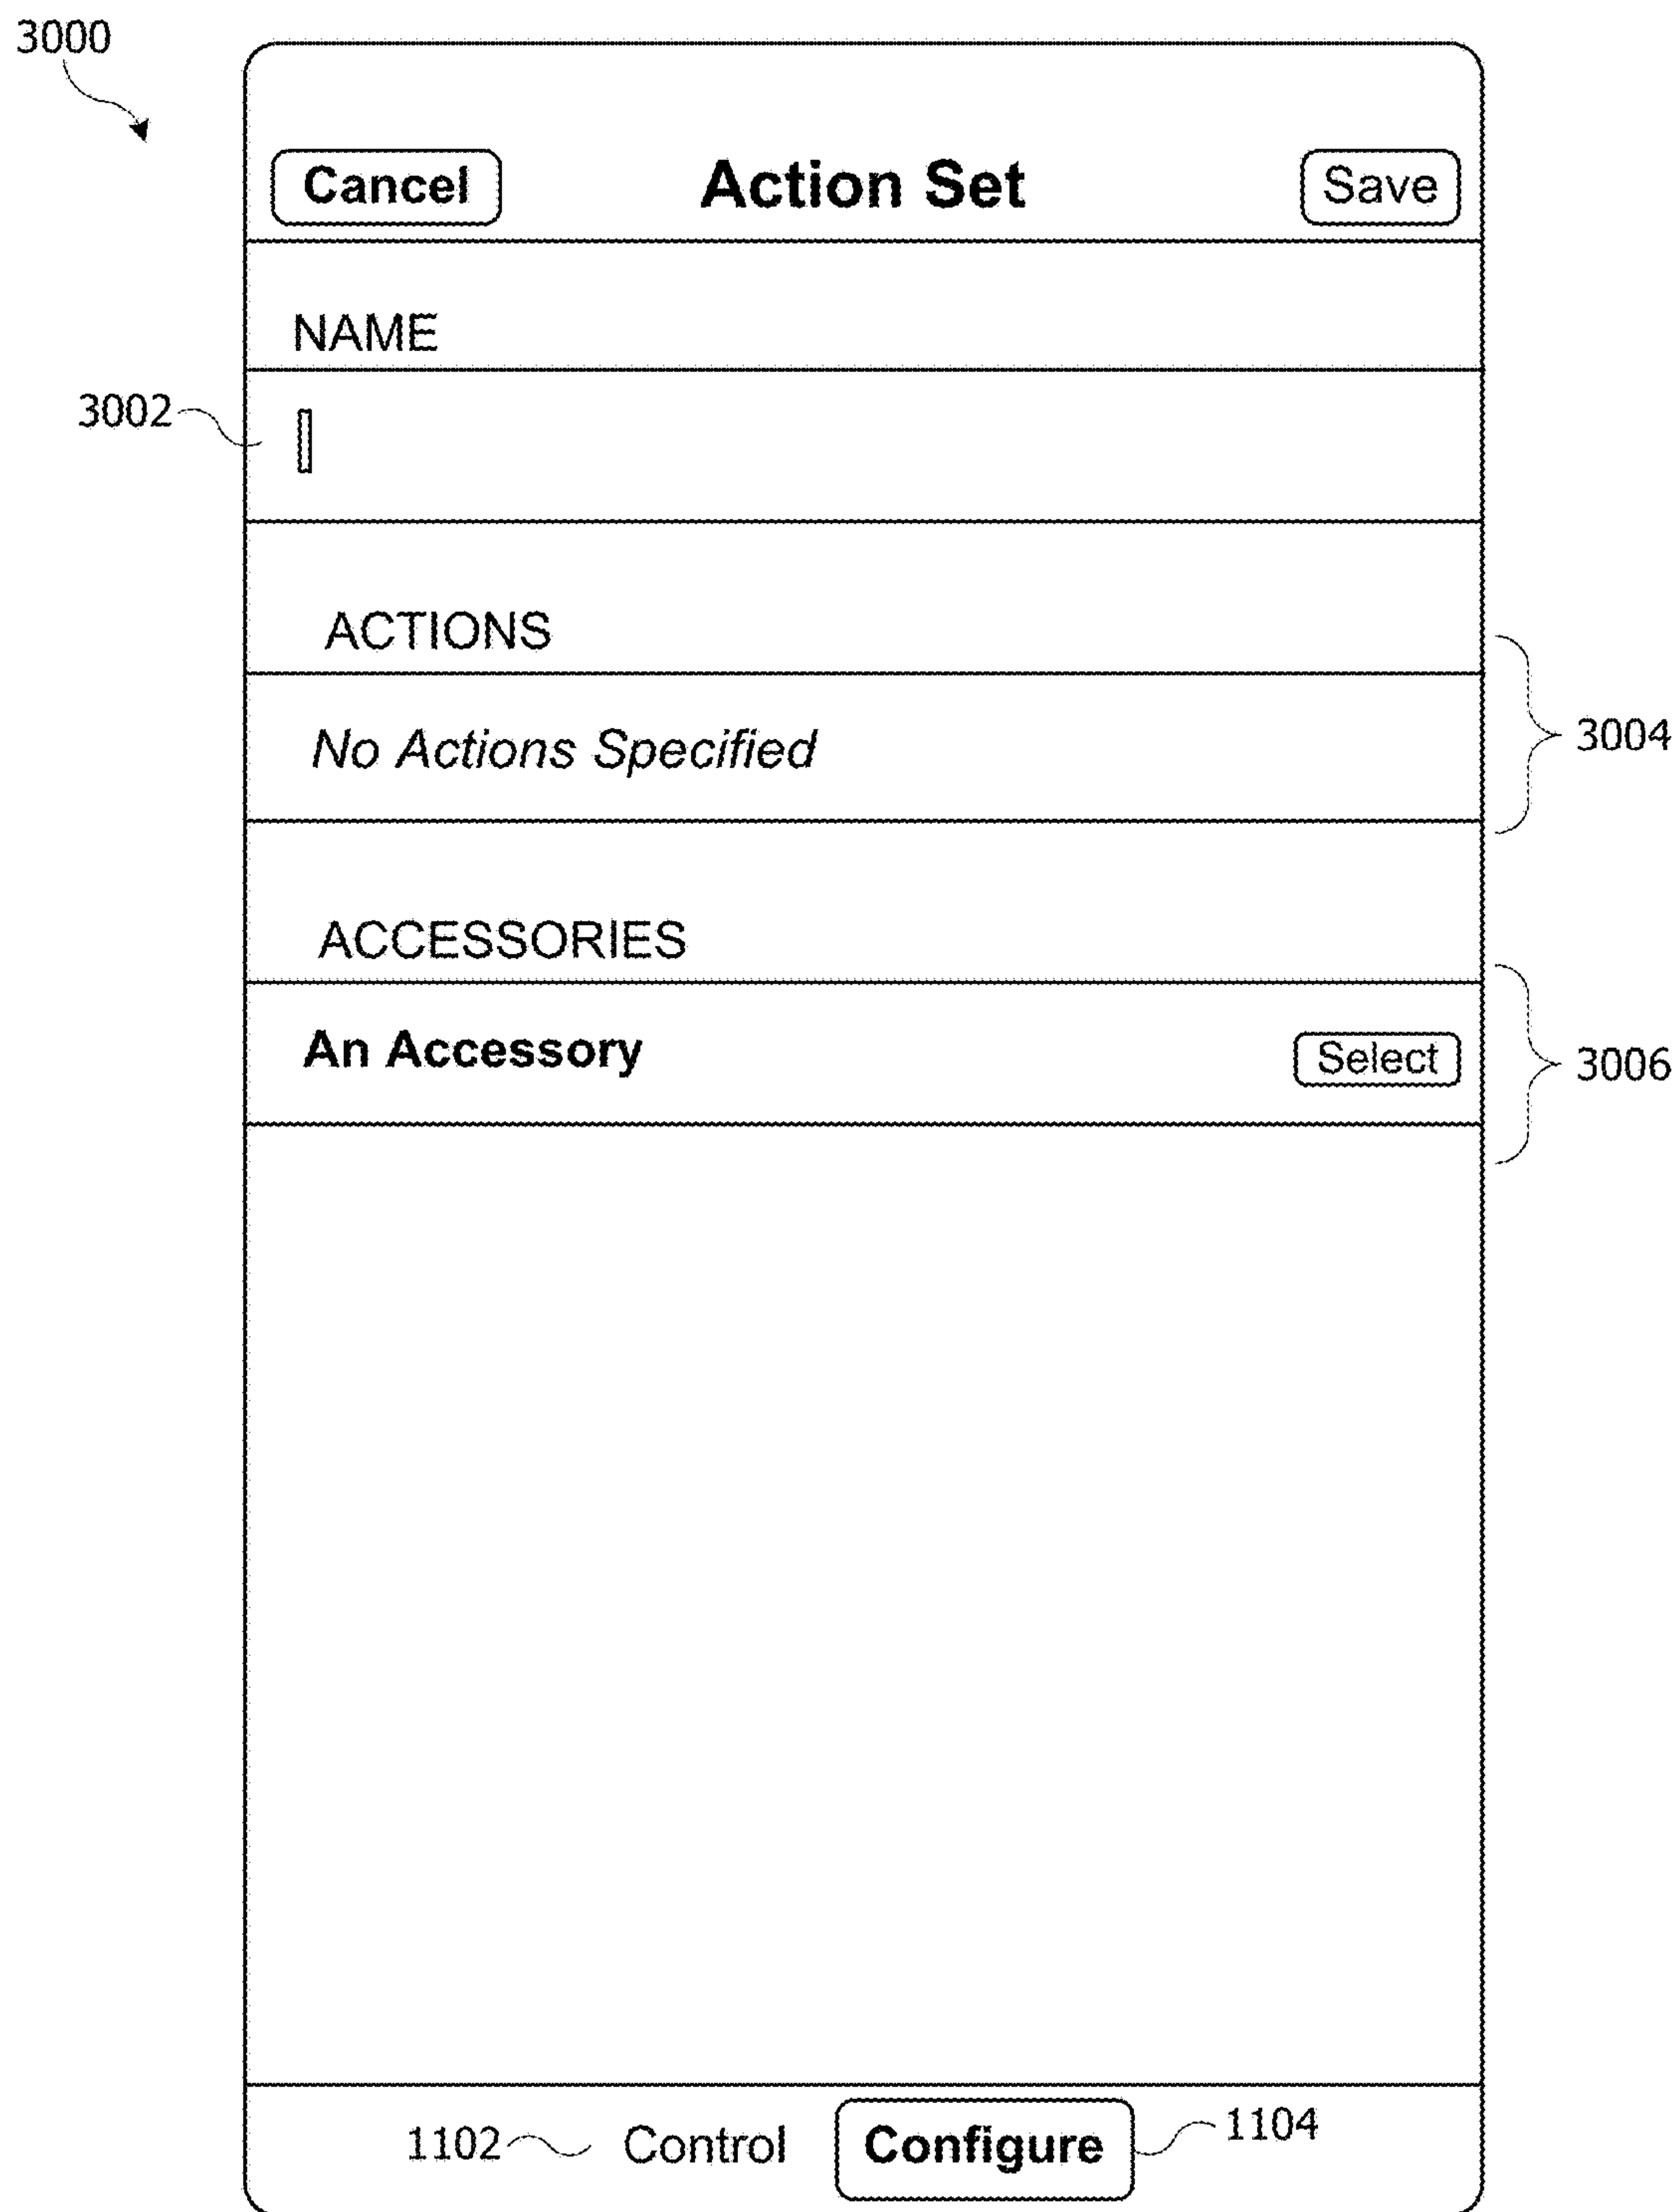 3000
Cancel Action Set Save
NAME
3002
ACTIONS
No Actions Specified
3004
ACCESSORIES
An Accessory Select
3006
1102 Control Configure 1104